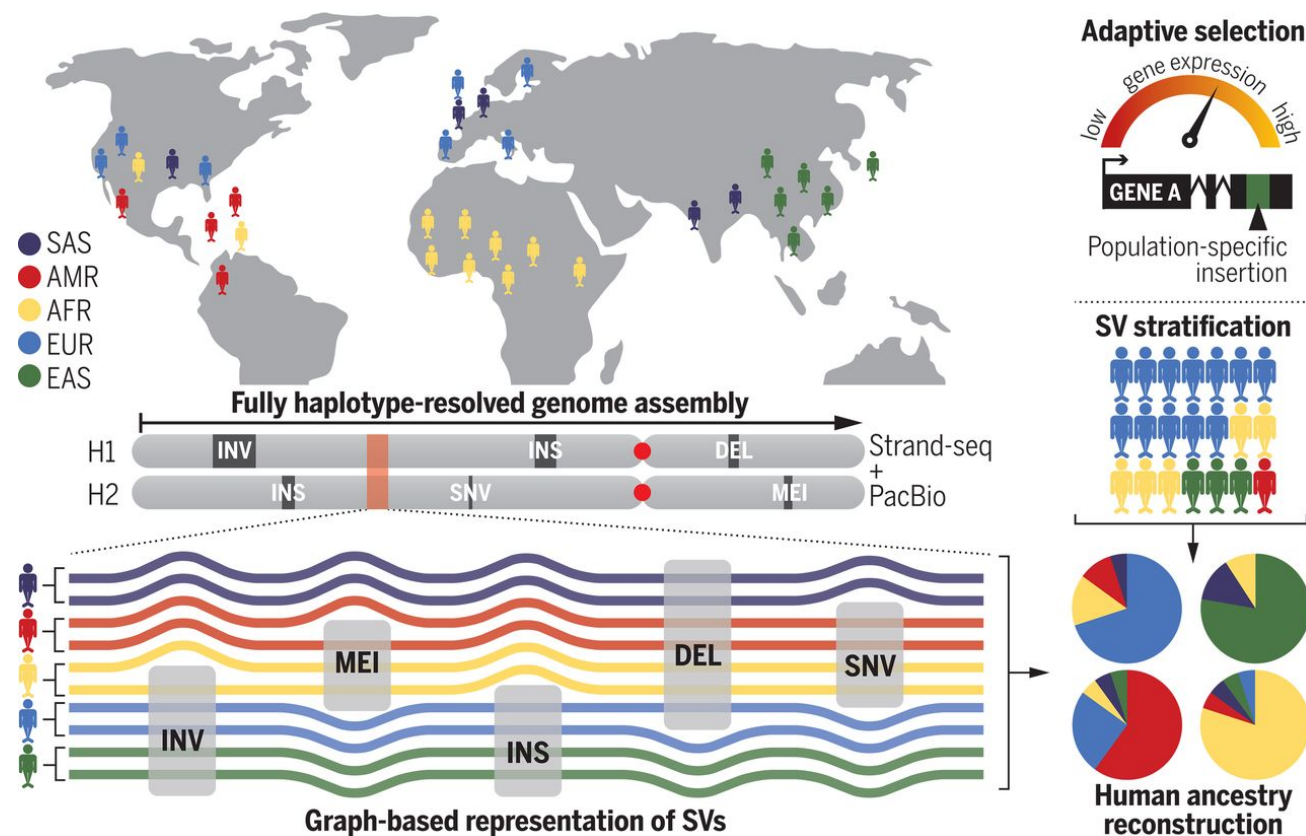 SAS
AMR
AFR
EUR
EAS
Fully haplotype-resolved genome assembly
H1
INV
INS
DEL
H2
INS
SNV
MEI
Strand-seq
+
PacBio
INV
MEI
INS
DEL
SNV
Graph-based representation of SVs
Adaptive selection
low
gene expression
high
GENE A
Population-specific
insertion
SV stratification
Human ancestry
reconstruction